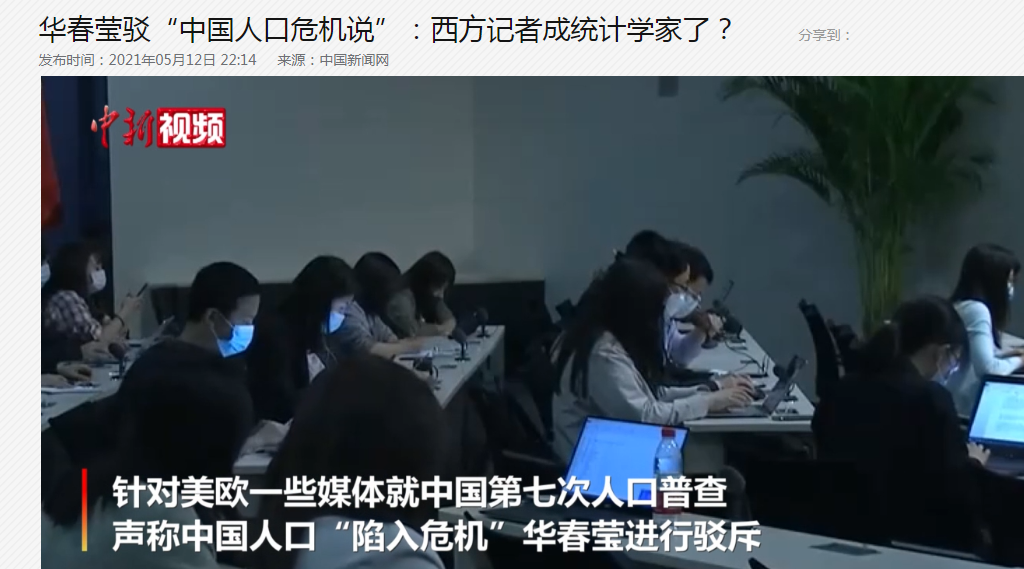 华春莹驳“中国人口危机说”：西方记者成统计学家了？
分享到：
发布时间：2021年05月12日 22:14 来源：中国新闻网
中新视频
针对美欧一些媒体就中国第七次人口普查
声称中国人口“陷入危机”华春莹进行驳斥